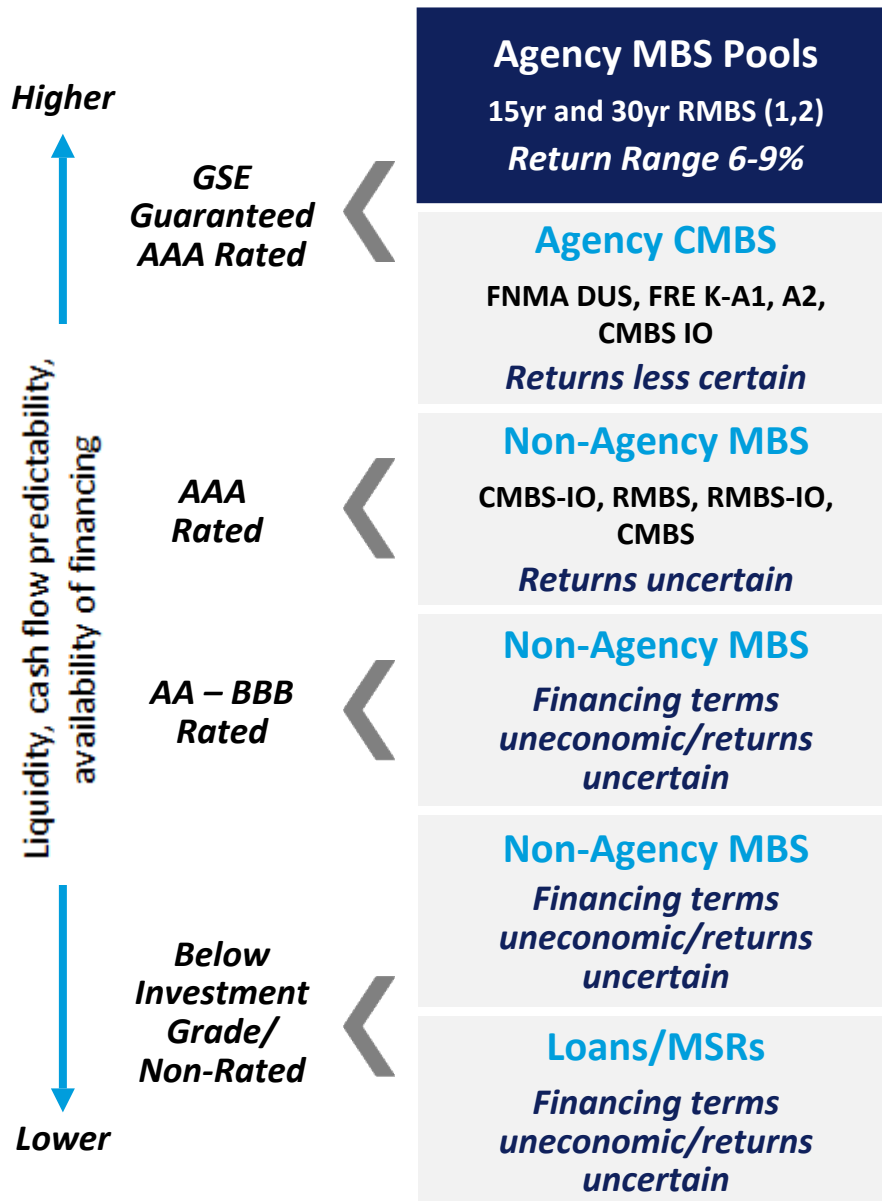 Higher
Liquidity, cash flow predictability,
availability of financing
Lower
GSE
Guaranteed
AAA Rated
Agency MBS Pools
15yr and 30yr RMBS (1,2)
Return Range 6-9%
Agency CMBS
FNMA DUS, FRE K-A1, A2,
CMBS IO
Returns less certain
AAA
Rated
Non-Agency MBS
CMBS-IO, RMBS, RMBS-IO,
CMBS
Returns uncertain
AA – BBB
Rated
Non-Agency MBS
Financing terms
uneconomic/returns
uncertain
Below
Investment
Grade/
Non-Rated
Non-Agency MBS
Financing terms
uneconomic/returns
uncertain
Loans/MSRs
Financing terms
uneconomic/returns
uncertain